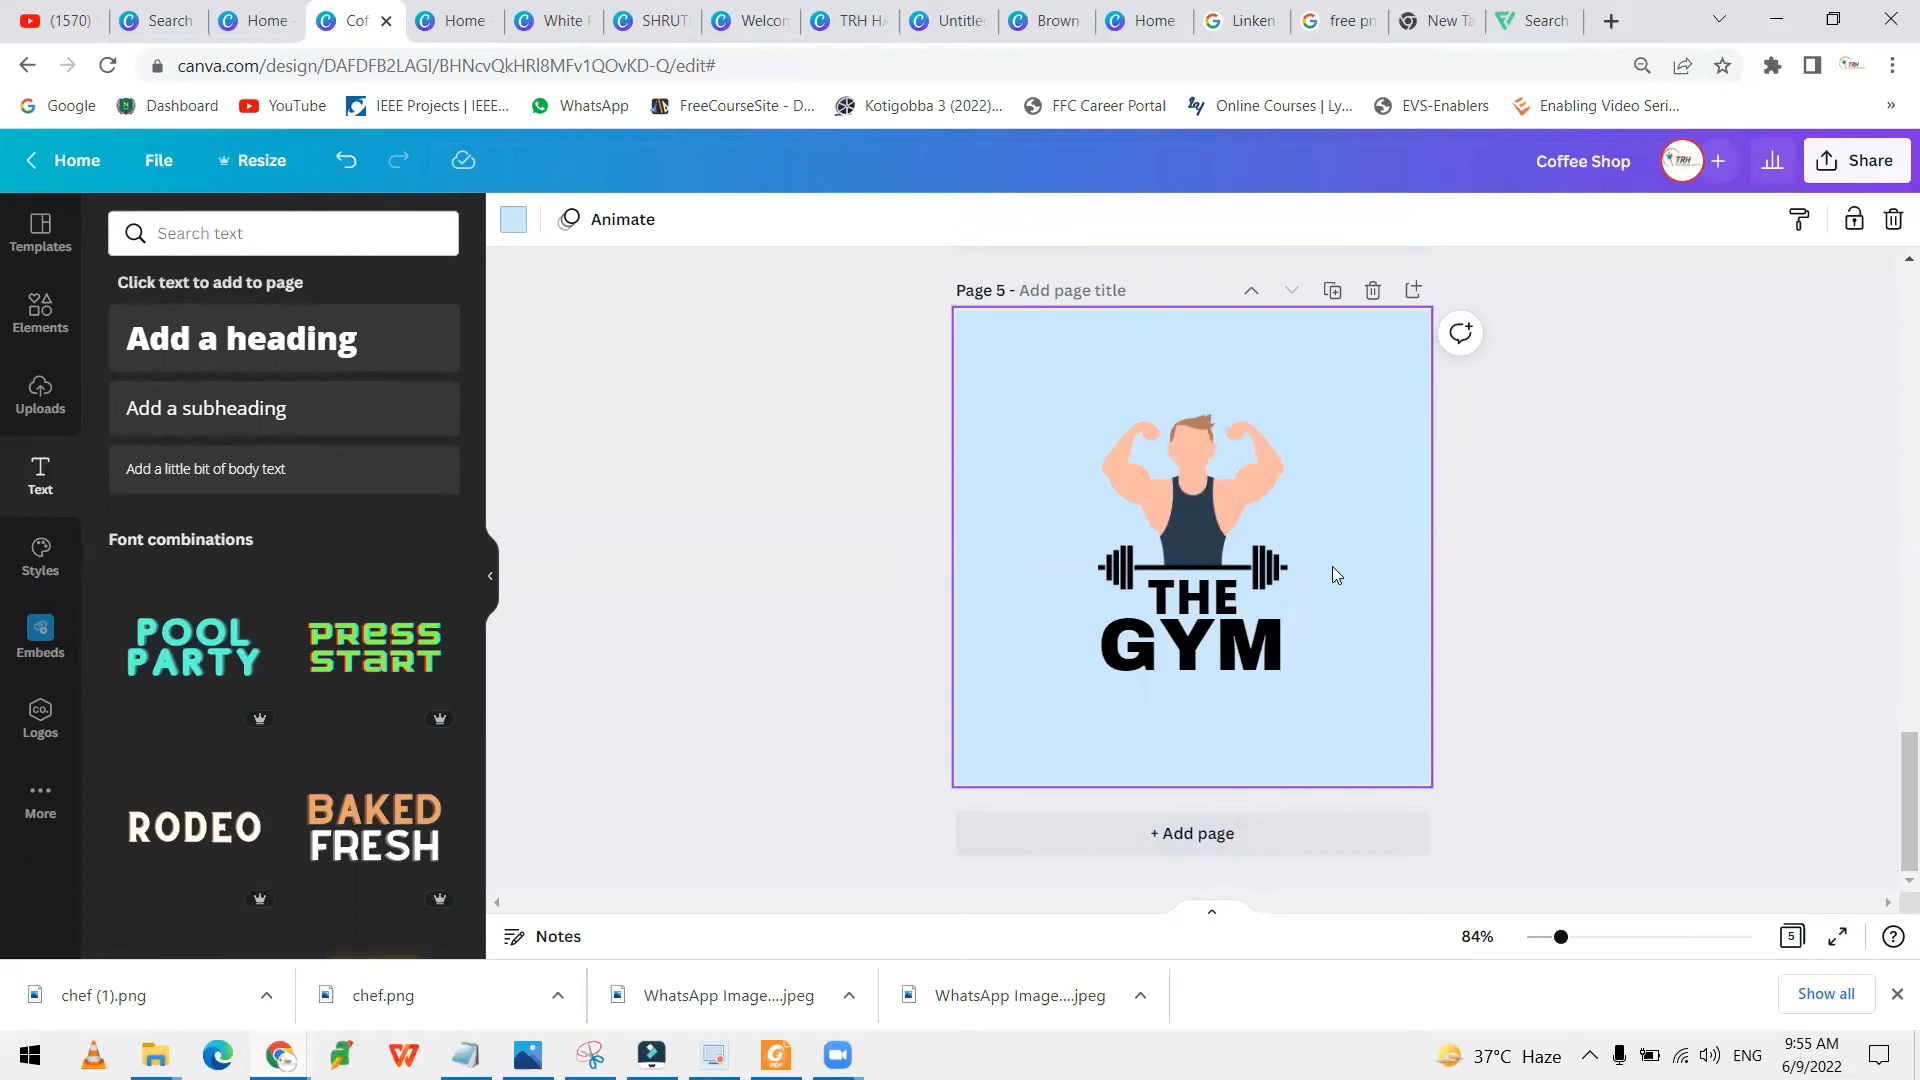 (1570)
Search
Home
Cof
Home
White
SHRUT
Welcon
TRH HA
Untitle
Brown
Home
Linken
free pn
New Ta
Search
canva.com/design/DAFDFB2LAGI/BHNcvQkHRl8MFv1QOvKD-Q/edit#
Google
Dashboard
YouTube
IEEE Projects | IEEE...
WhatsApp
FreeCourseSite - D...
Kotigobba 3 (2022)...
FFC Career Portal
Online Courses | Ly...
EVS-Enablers
Enabling Video Seri...
»
Home
File
Resize
Coffee Shop
TRH
Share
Templates
Elements
Uploads
Text
Styles
Embeds
CO.
Logos
More
Search text
Click text to add to page
Add a heading
Add a subheading
Add a little bit of body text
Font combinations
POOL
PARTY
PRESS
START
RODEO
BAKED
FRESH
Animate
Page 5 - Add page title
THE
GYM
+ Add page
Notes
84%
5
chef (1).png
chef.png
WhatsApp Image....jpeg
WhatsApp Image....jpeg
Show all
37°C Haze
ENG
9:55 AM
6/9/2022